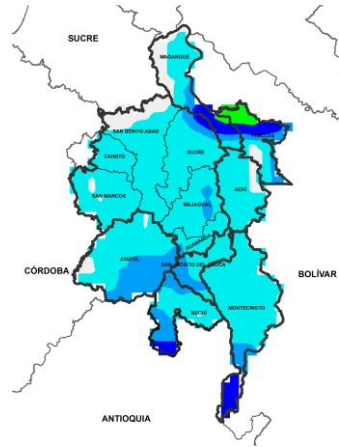 SUCRE
MAGANGUÉ
SAN BENITO ABAD
SUCRE
CAIMITO
ACHÍ
SAN MARCOS
MAJAGUAL
GUARANDA
AYAPEL
SAN JACINTO DEL CAUCA
CÓRDOBA
BOLÍVAR
MONTECRISTO
NECHÍ
ANTIOQUIA